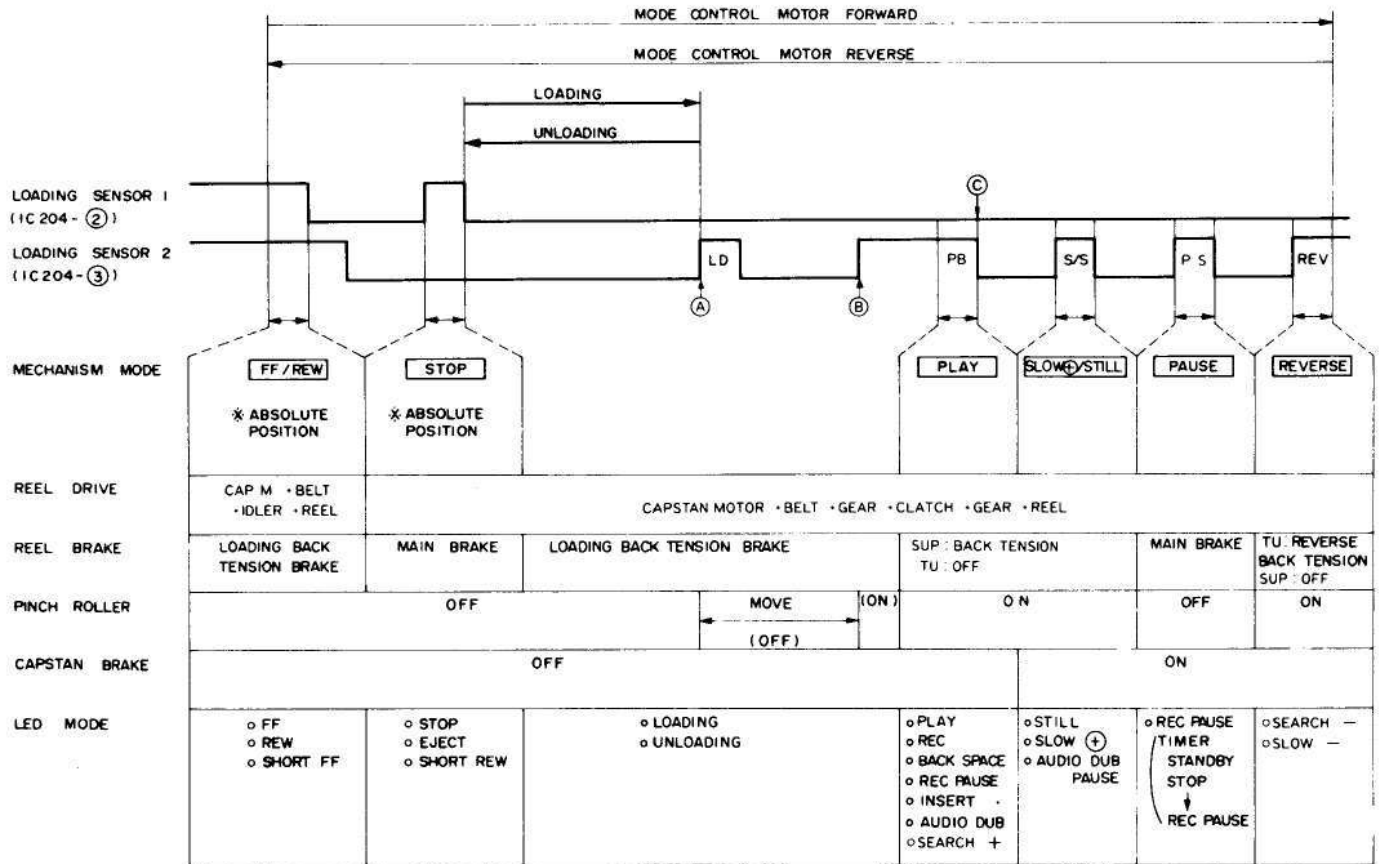 MODE CONTROL MOTOR FORWARD
MODE CONTROL MOTOR REVERSE
LOADING
UNLOADING
LOADING SENSOR 1
(IC 204-②)
Ⓒ
LOADING SENSOR 2
(IC204-③)
LD
PB
S/S
PS
REV
Ⓐ
Ⓑ
MECHANISM MODE
FF/REW
STOP
PLAY
SLOW⊕/STILL
PAUSE
REVERSE
※ ABSOLUTE
POSITION
※ ABSOLUTE
POSITION
REEL DRIVE
CAP M · BELT
· IDLER · REEL
CAPSTAN MOTOR · BELT · GEAR · CLATCH · GEAR · REEL
REEL BRAKE
LOADING BACK
TENSION BRAKE
MAIN BRAKE
LOADING BACK TENSION BRAKE
SUP : BACK TENSION
TU : OFF
MAIN BRAKE
TU : REVERSE
BACK TENSION
SUP : OFF
PINCH ROLLER
OFF
MOVE
(OFF)
(ON)
ON
OFF
ON
CAPSTAN BRAKE
OFF
ON
LED MODE
○ FF
○ REW
○ SHORT FF
○ STOP
○ EJECT
○ SHORT REW
○ LOADING
○ UNLOADING
○ PLAY
○ REC
○ BACK SPACE
○ REC PAUSE
○ INSERT
○ AUDIO DUB
○ SEARCH +
○ STILL
○ SLOW ⊕
○ AUDIO DUB
PAUSE
○ REC PAUSE
TIMER
STANDBY
STOP
↓
REC PAUSE
○ SEARCH −
○ SLOW −